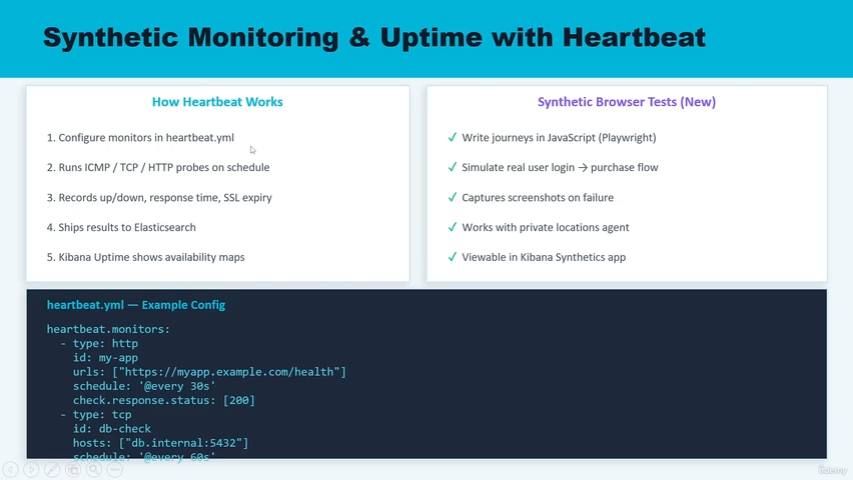 Synthetic Monitoring & Uptime with Heartbeat
How Heartbeat Works
1. Configure monitors in heartbeat.yml
2. Runs ICMP / TCP / HTTP probes on schedule
3. Records up/down, response time, SSL expiry
4. Ships results to Elasticsearch
5. Kibana Uptime shows availability maps
Synthetic Browser Tests (New)
✓ Write journeys in JavaScript (Playwright)
✓ Simulate real user login → purchase flow
✓ Captures screenshots on failure
✓ Works with private locations agent
✓ Viewable in Kibana Synthetics app
heartbeat.yml — Example Config
heartbeat.monitors:
  - type: http
    id: my-app
    urls: ["https://myapp.example.com/health"]
    schedule: '@every 30s'
    check.response.status: [200]
  - type: tcp
    id: db-check
    hosts: ["db.internal:5432"]
    schedule: '@every 60s'
Udemy